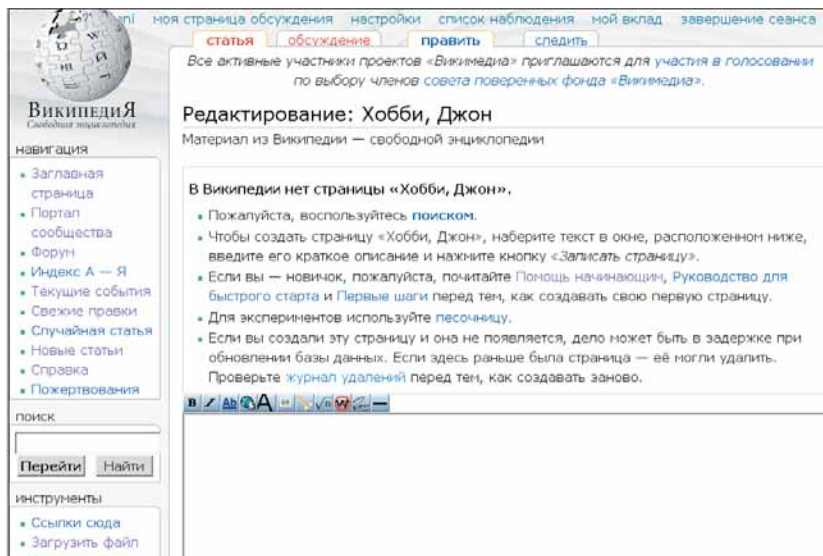 моя страница обсуждения настройки список наблюдения мой вклад завершение сеанса
статья обсуждение править следить
Все активные участники проектов «Викимедиа» приглашаются для участия в голосовании
по выбору членов совета поверенных фонда «Викимедиа».
ВикипедиЯ
Свободная энциклопедия
Редактирование: Хобби, Джон
Материал из Википедии — свободной энциклопедии
навигация
Заглавная
страница
Портал
сообщества
Форум
Индекс А — Я
Текущие события
Свежие правки
Случайная статья
Новые статьи
Справка
Пожертвования
поиск
Перейти Найти
инструменты
Ссылки сюда
Загрузить файл
В Википедии нет страницы «Хобби, Джон».
Пожалуйста, воспользуйтесь поиском.
Чтобы создать страницу «Хобби, Джон», наберите текст в окне, расположенном ниже,
введите его краткое описание и нажмите кнопку «Записать страницу».
Если вы — новичок, пожалуйста, почитайте Помощь начинающим, Руководство для
быстрого старта и Первые шаги перед тем, как создавать свою первую страницу.
Для экспериментов используйте песочницу.
Если вы создали эту страницу и она не появляется, дело может быть в задержке при
обновлении базы данных. Если здесь раньше была страница — её могли удалить.
Проверьте журнал удалений перед тем, как создавать заново.
B I Ab A √n W